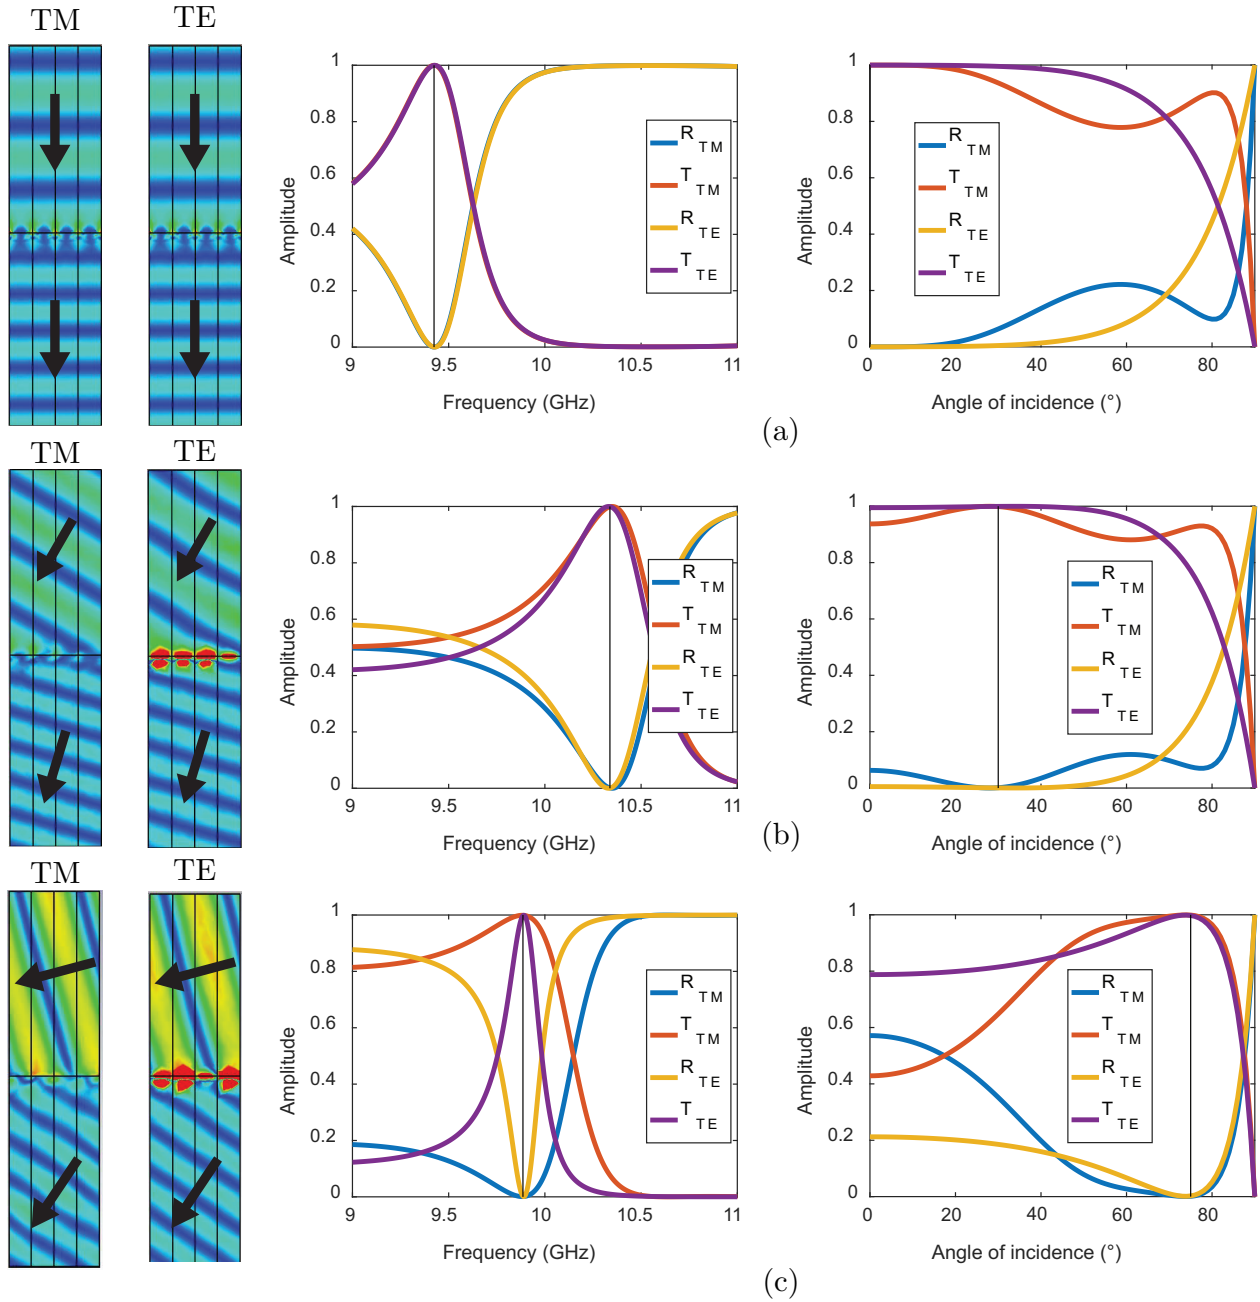 TM TE
1
0.8
0.6
0.4
0.2
0
Amplitude
9 9.5 10 10.5 11
Frequency (GHz)
R TM
T TM
R TE
T TE
1
0.8
0.6
0.4
0.2
0
Amplitude
0 20 40 60 80
Angle of incidence (°)
R TM
T TM
R TE
T TE
(a)
TM TE
1
0.8
0.6
0.4
0.2
0
Amplitude
9 9.5 10 10.5 11
Frequency (GHz)
R TM
T TM
R TE
T TE
1
0.8
0.6
0.4
0.2
0
Amplitude
0 20 40 60 80
Angle of incidence (°)
R TM
T TM
R TE
T TE
(b)
TM TE
1
0.8
0.6
0.4
0.2
0
Amplitude
9 9.5 10 10.5 11
Frequency (GHz)
R TM
T TM
R TE
T TE
1
0.8
0.6
0.4
0.2
0
Amplitude
0 20 40 60 80
Angle of incidence (°)
R TM
T TM
R TE
T TE
(c)